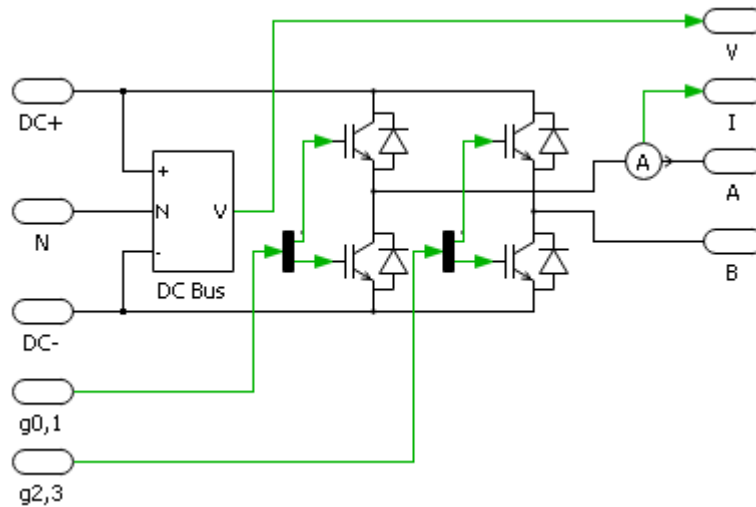 V
DC+
I
+
A
A
N
N
V
B
-
DC Bus
DC-
g0,1
g2,3